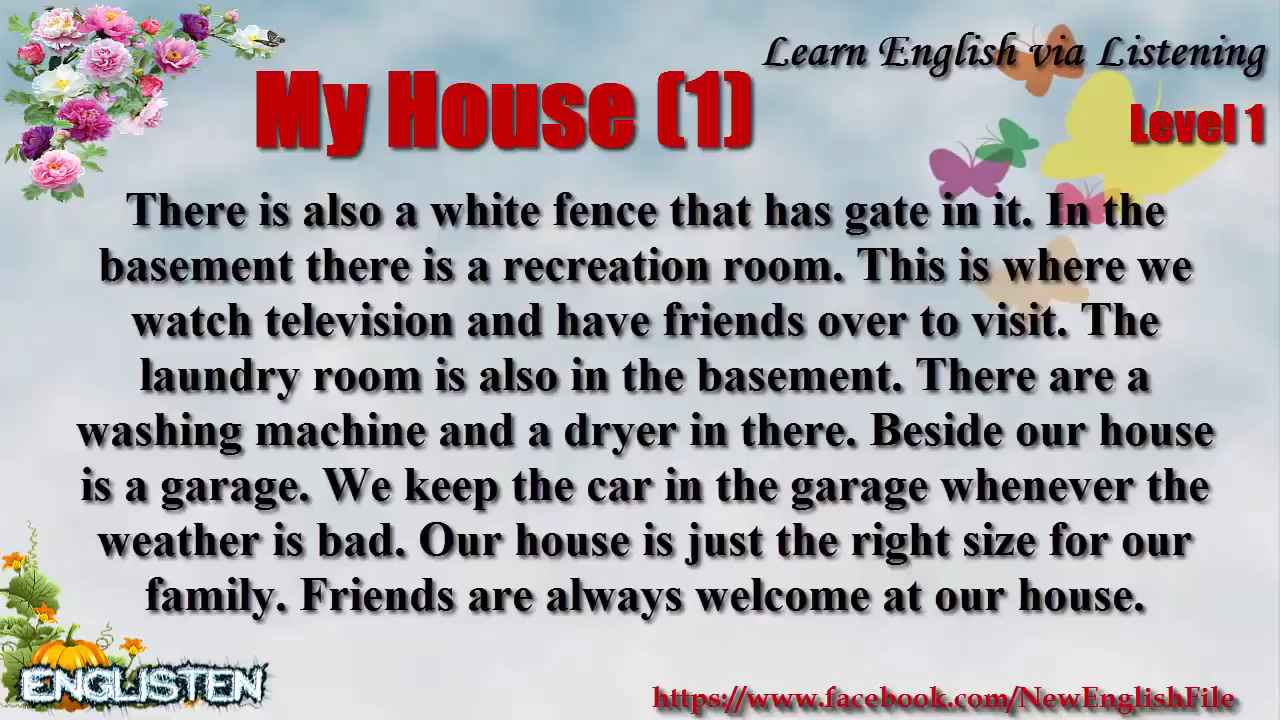 Learn English via Listening
My House (1)
Level 1
There is also a white fence that has gate in it. In the
basement there is a recreation room. This is where we
watch television and have friends over to visit. The
laundry room is also in the basement. There are a
washing machine and a dryer in there. Beside our house
is a garage. We keep the car in the garage whenever the
weather is bad. Our house is just the right size for our
family. Friends are always welcome at our house.
ENGLISTEN
https://www.facebook.com/NewEnglishFile